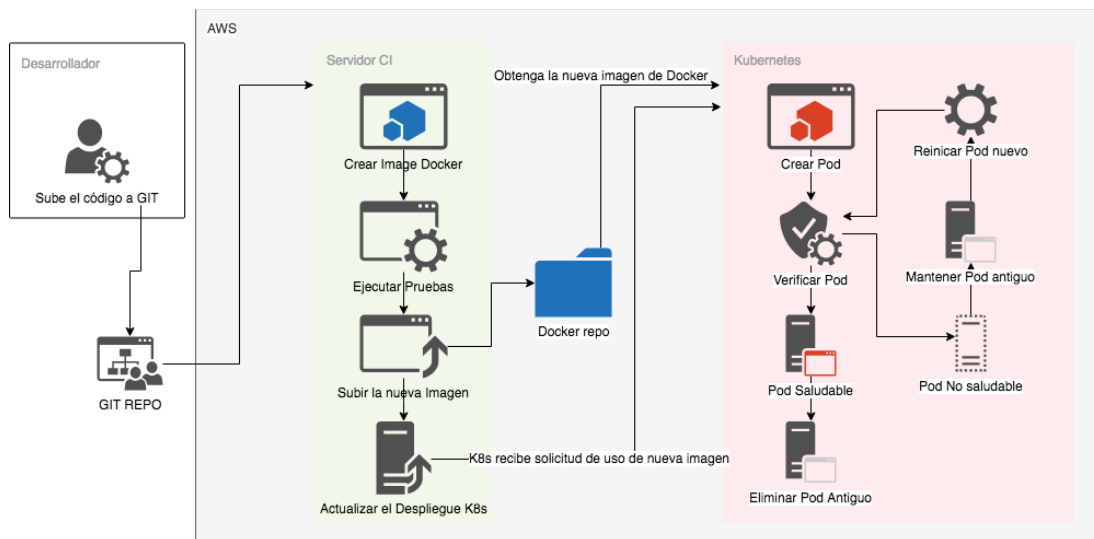 AWS
Desarrollador
Sube el código a GIT
GIT REPO
Servidor CI
Crear Image Docker
Ejecutar Pruebas
Subir la nueva Imagen
Actualizar el Despliegue K8s
Obtenga la nueva imagen de Docker
Docker repo
K8s recibe solicitud de uso de nueva imagen
Kubernetes
Crear Pod
Verificar Pod
Pod Saludable
Eliminar Pod Antiguo
Reinicar Pod nuevo
Mantener Pod antiguo
Pod No saludable